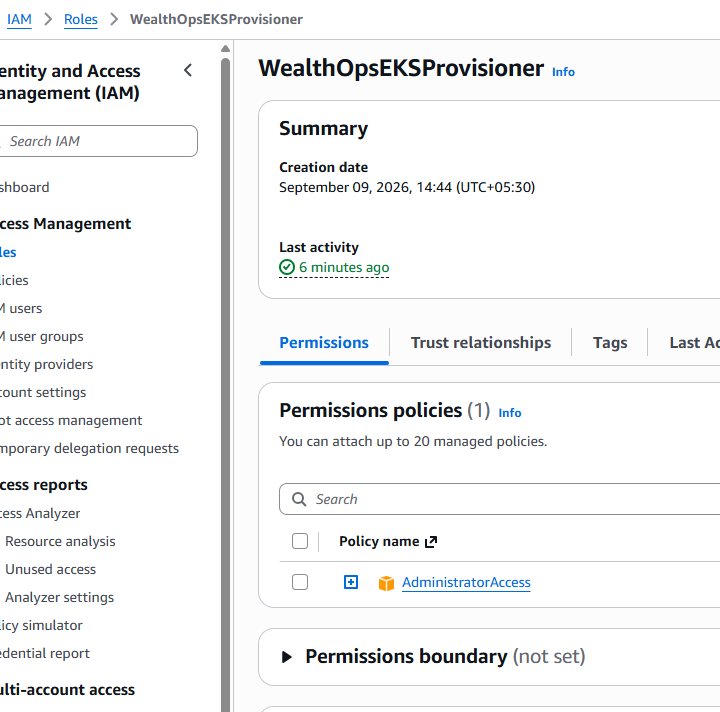 IAM > Roles > WealthOpsEKSProvisioner
entity and Access
anagement (IAM)
Search IAM
shboard
cess Management
les
licies
M users
M user groups
entity providers
count settings
ot access management
mporary delegation requests
cess reports
cess Analyzer
Resource analysis
Unused access
Analyzer settings
licy simulator
edential report
ulti-account access
WealthOpsEKSProvisioner Info
Summary
Creation date
September 09, 2026, 14:44 (UTC+05:30)
Last activity
6 minutes ago
Permissions Trust relationships Tags Last Ac
Permissions policies (1) Info
You can attach up to 20 managed policies.
Search
Policy name
AdministratorAccess
Permissions boundary (not set)